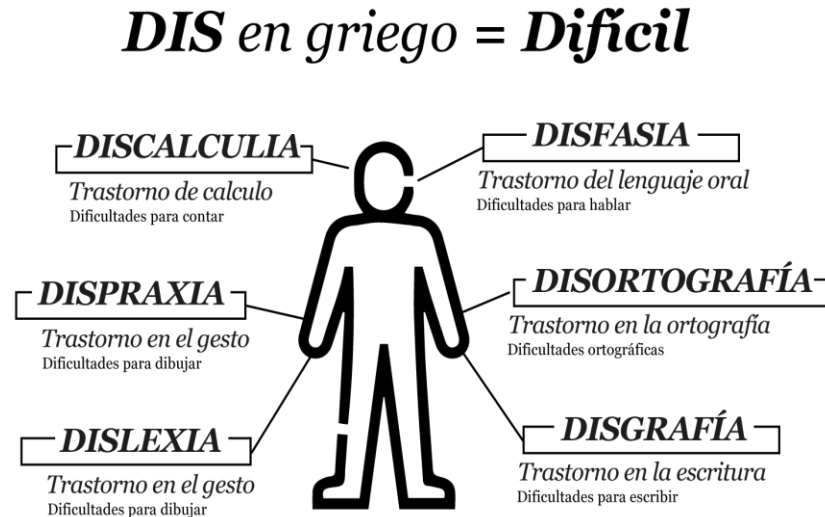 DIS en griego = Difícil
DISCALCULIA
Trastorno de calculo
Dificultades para contar
DISFASIA
Trastorno del lenguaje oral
Dificultades para hablar
DISPRAXIA
Trastorno en el gesto
Dificultades para dibujar
DISORTOGRAFÍA
Trastorno en la ortografía
Dificultades ortográficas
DISLEXIA
Trastorno en el gesto
Dificultades para dibujar
DISGRAFÍA
Trastorno en la escritura
Dificultades para escribir